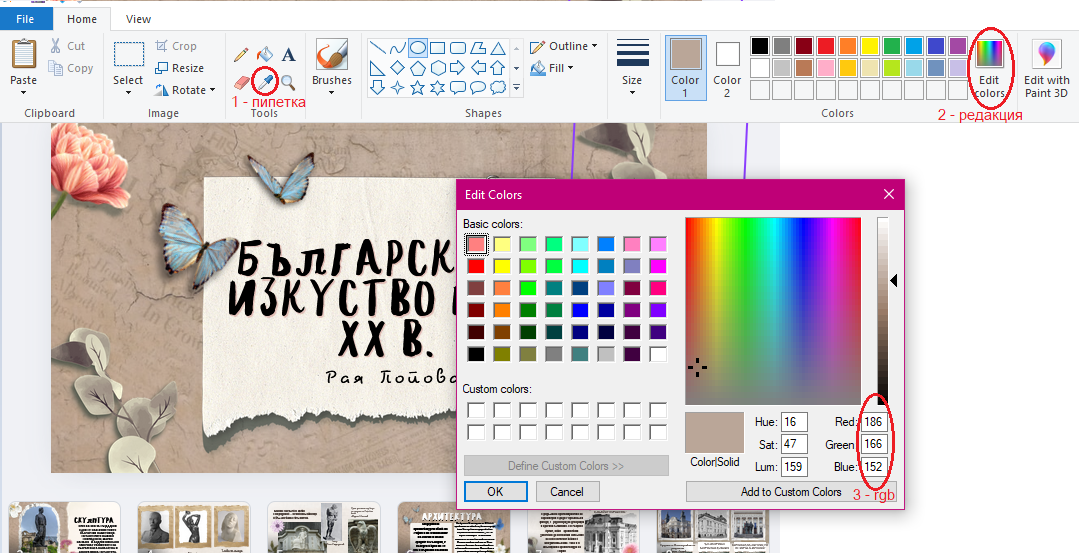 File Home View
Paste
Cut
Copy
Clipboard
Select
Crop
Resize
Rotate
Image
1 - пипетка
Tools
Brushes
Outline
Fill
Shapes
Size
Color
1
Color
2
Edit
colors
2 - редакция
Colors
Edit with
Paint 3D
БЪЛГАРСК
ИЗКУСТВО
XX В.
Рая Попова
Edit Colors
Basic colors:
Custom colors:
Define Custom Colors >>
OK Cancel
Color|Solid
Hue: 16 Red: 186
Sat: 47 Green: 166
Lum: 159 Blue: 152
Add to Custom Colors
3 - rgb
СКУЛПТУРА
АРХИТЕКТУРА